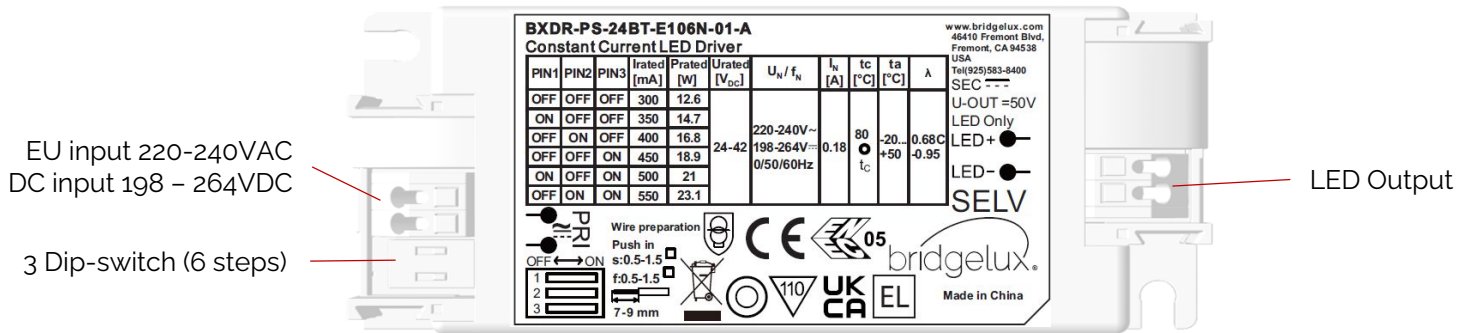 BXDR-PS-24BT-E106N-01-A
Constant Current LED Driver
www.bridgelux.com
46410 Fremont Blvd,
Fremont, CA 94538
USA
Tel(925)583-8400
SEC
U-OUT =50V
LED Only
LED+
LED-
SELV
PIN1 PIN2 PIN3 Irated [mA] Prated [W] Urated [VDC] UN / fN IN [A] tc [°C] ta [°C] λ
OFF OFF OFF 300 12.6
ON OFF OFF 350 14.7
OFF ON OFF 400 16.8
OFF OFF ON 450 18.9
ON OFF ON 500 21
OFF ON ON 550 23.1
24-42
220-240V~
198-264V
0/50/60Hz
0.18
80
tc
-20...
+50
0.68C
-0.95
EU input 220-240VAC
DC input 198 – 264VDC
3 Dip-switch (6 steps)
LED Output
PRI
OFF ON
1
2
3
Wire preparation
Push in
s:0.5-1.5
f:0.5-1.5
7-9 mm
CE
05
110
UK
CA
EL
bridgelux.
Made in China